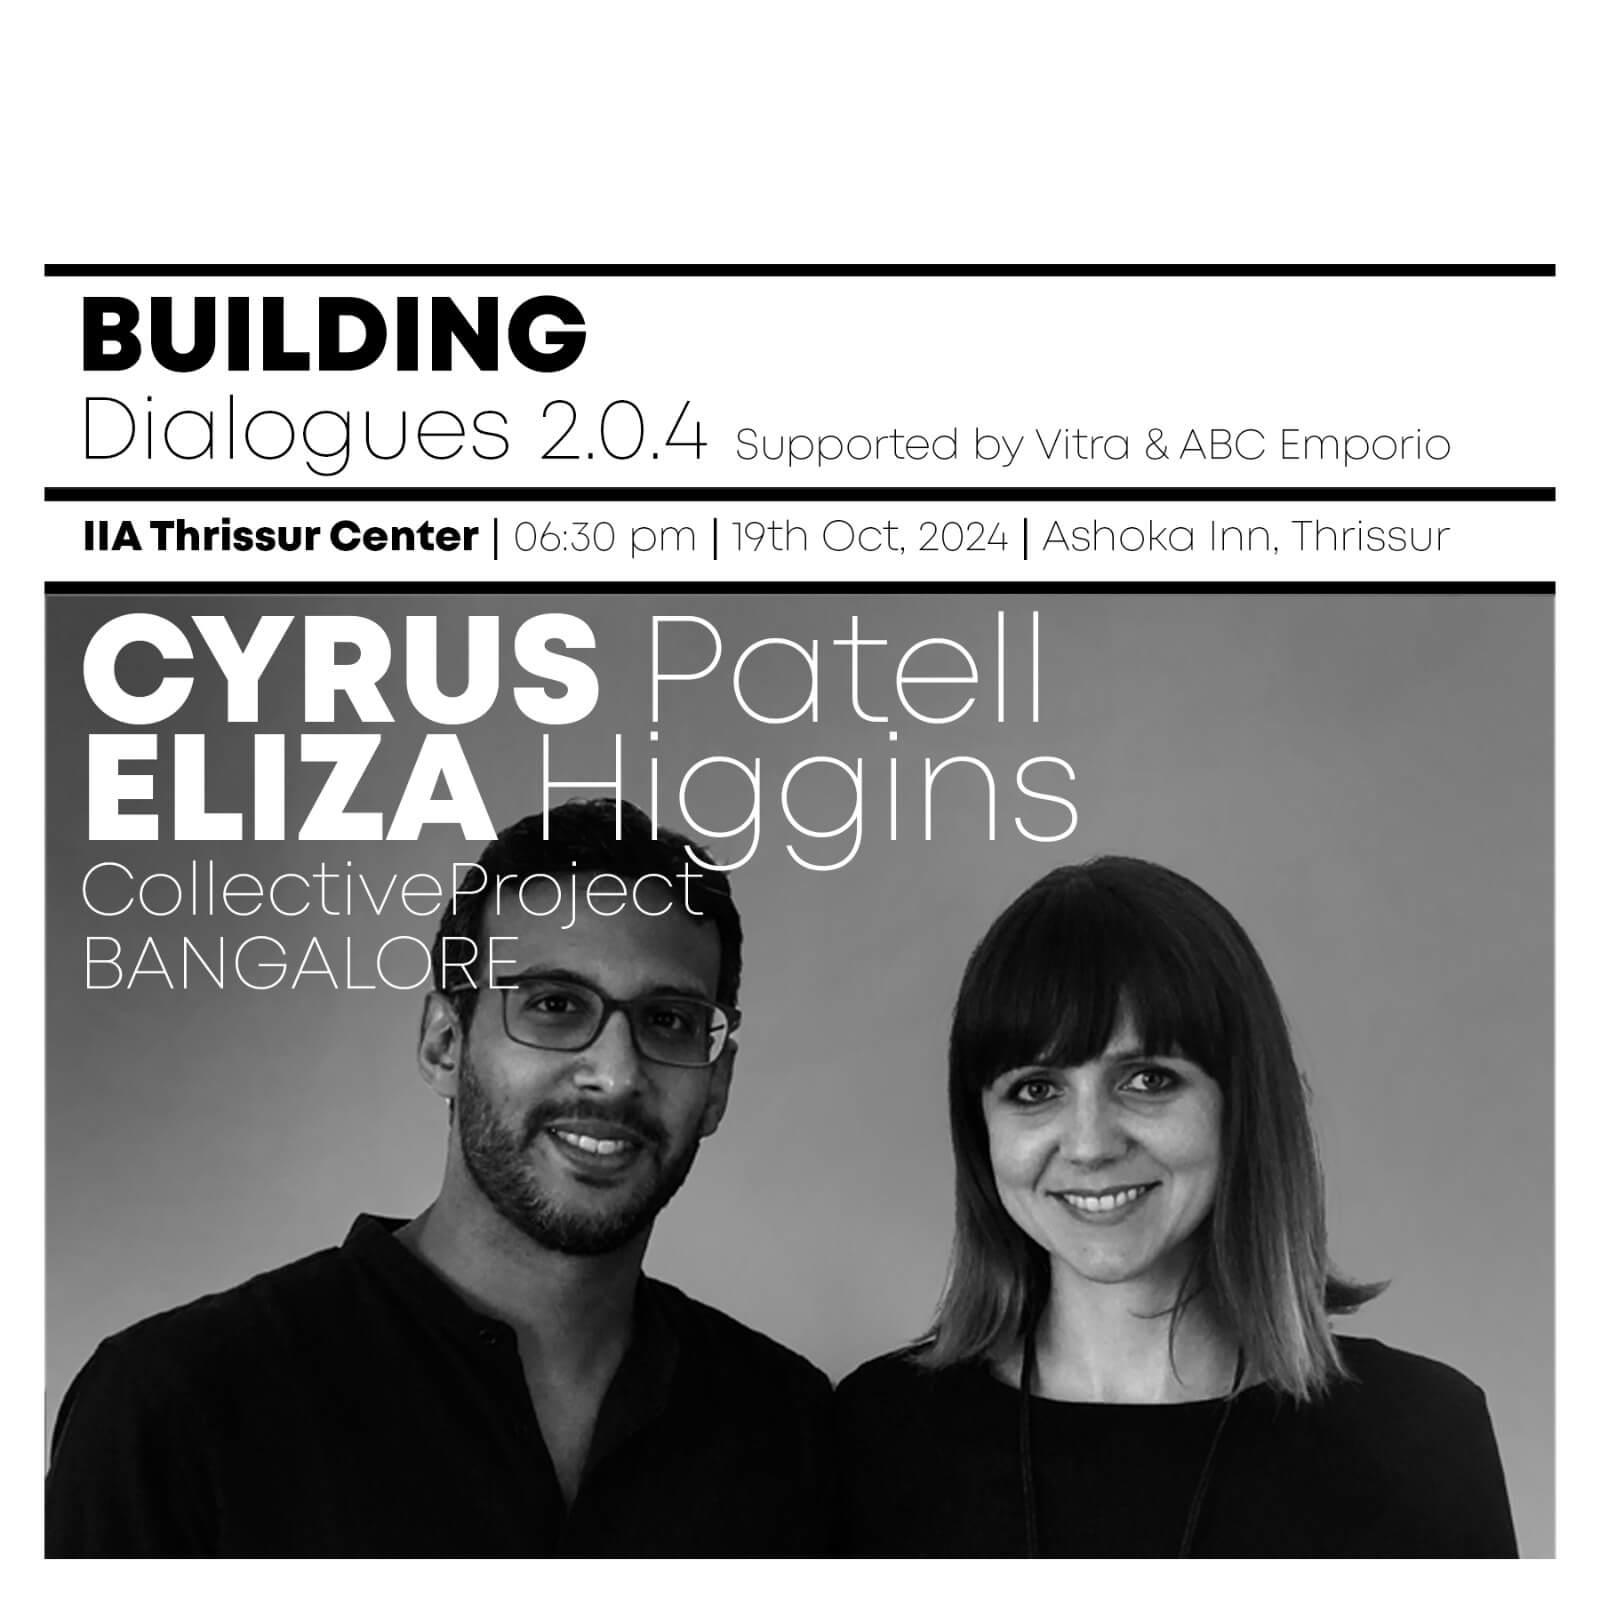 BUILDING
Dialogues 2.0.4 Supported by Vitra & ABC Emporio
IIA Thrissur Center | 06:30 pm | 19th Oct, 2024 | Ashoka Inn, Thrissur
CYRUS Patell
ELIZA Higgins
CollectiveProject
BANGALORE